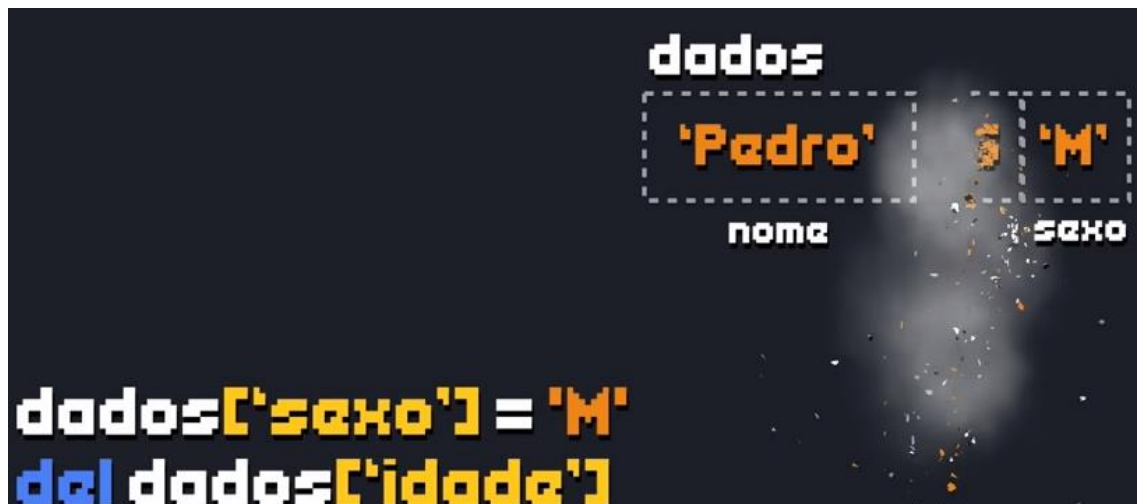 dados
'Pedro' 'M'
nome sexo
dados['sexo'] = 'M'
del dados['idade']